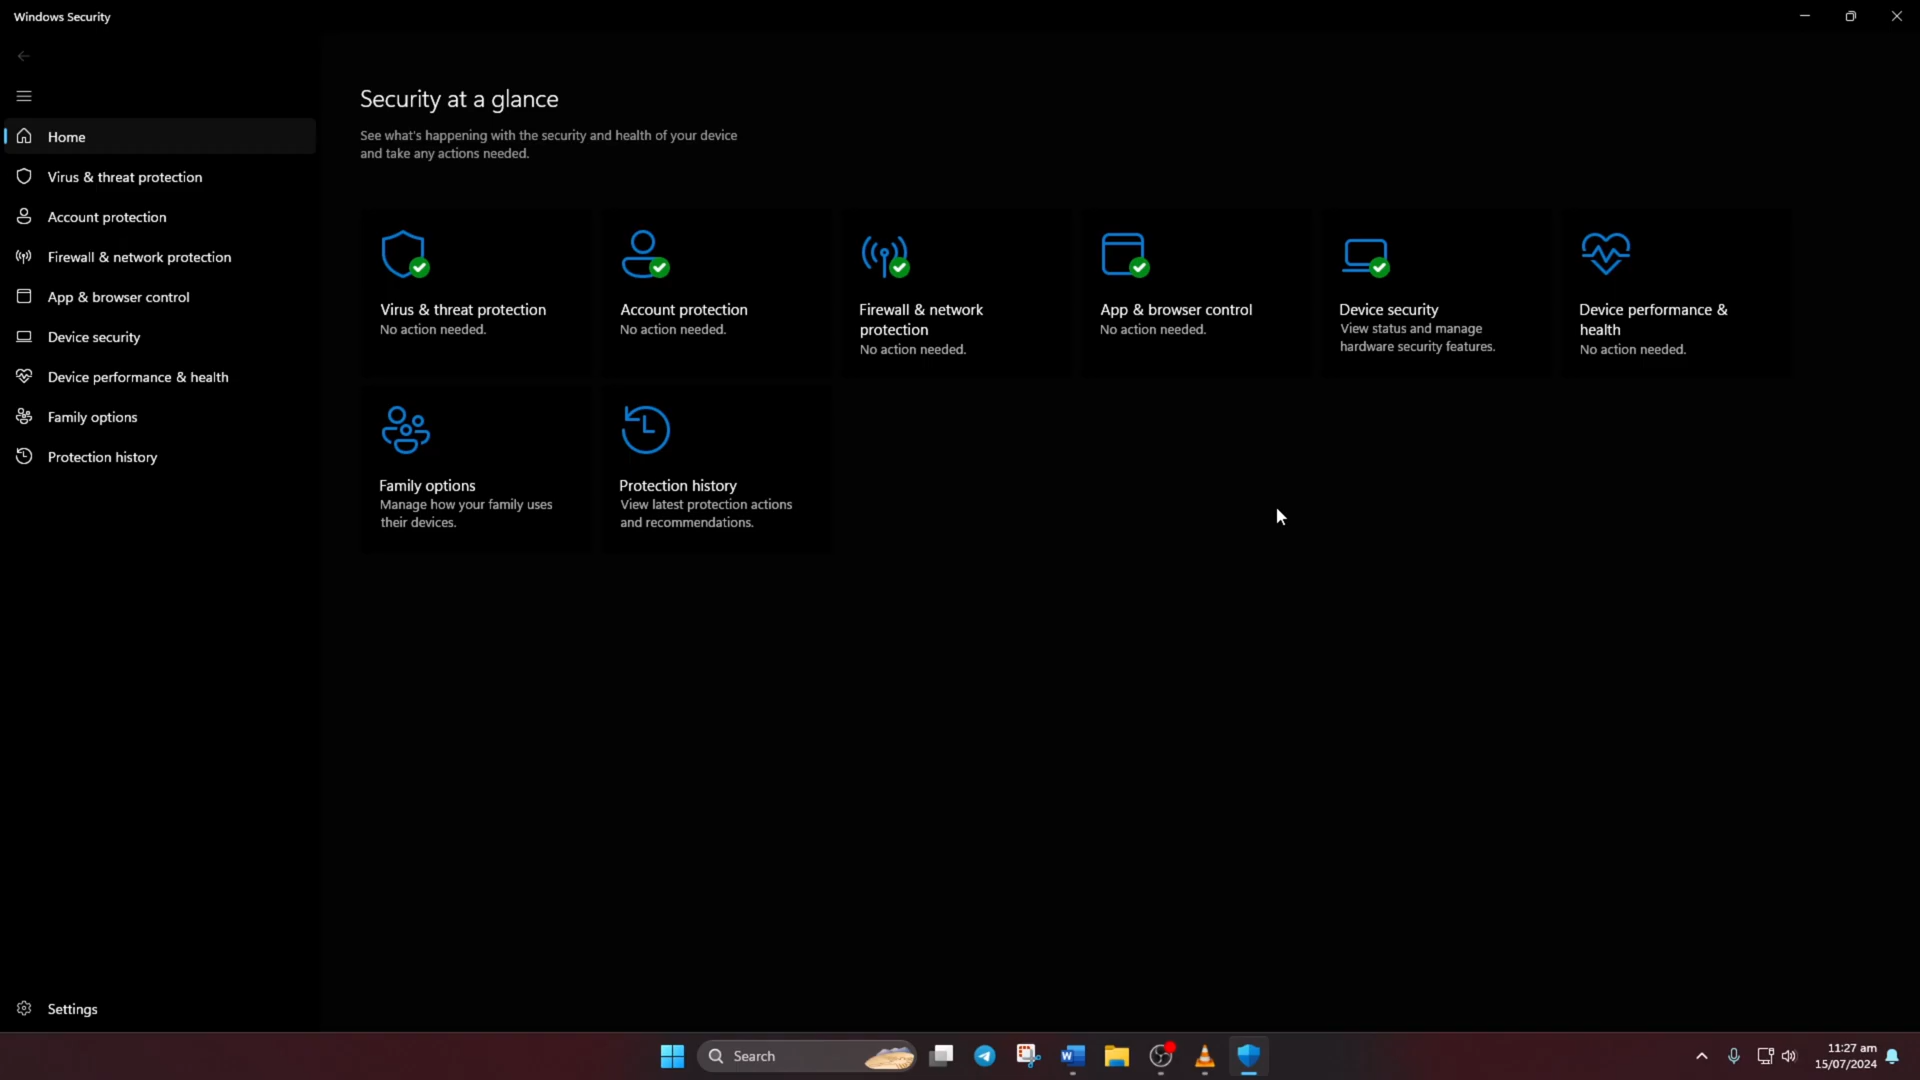 Windows Security
Home
Virus & threat protection
Account protection
Firewall & network protection
App & browser control
Device security
Device performance & health
Family options
Protection history
Settings
Security at a glance
See what's happening with the security and health of your device
and take any actions needed.
Virus & threat protection
No action needed.
Account protection
No action needed.
Firewall & network
protection
No action needed.
App & browser control
No action needed.
Device security
View status and manage
hardware security features.
Device performance &
health
No action needed.
Family options
Manage how your family uses
their devices.
Protection history
View latest protection actions
and recommendations.
Search
11:27 am
15/07/2024